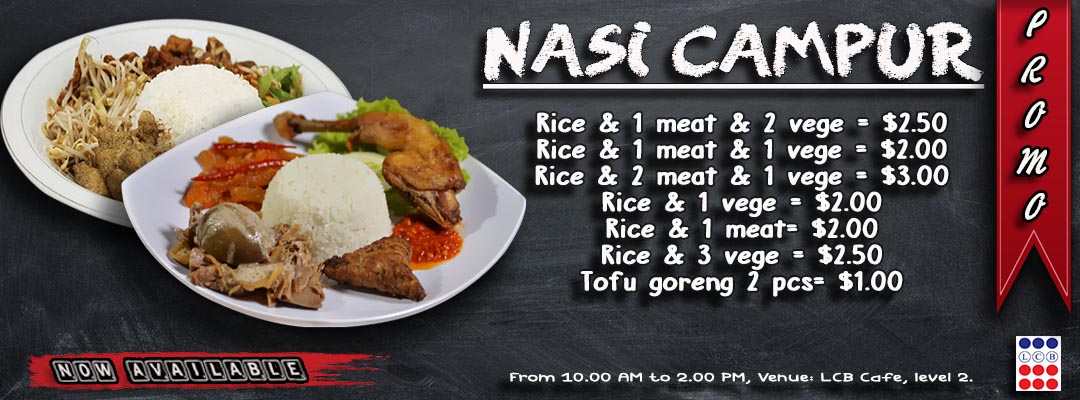 NASi CAMPUR
Rice & 1 meat & 2 vege = $2.50
Rice & 1 meat & 1 vege = $2.00
Rice & 2 meat & 1 vege = $3.00
Rice & 1 vege = $2.00
Rice & 1 meat= $2.00
Rice & 3 vege = $2.50
Tofu goreng 2 pcs= $1.00
PROMO
NOW AVAILABLE
From 10.00 AM to 2.00 PM, Venue: LCB Cafe, level 2.
LCB